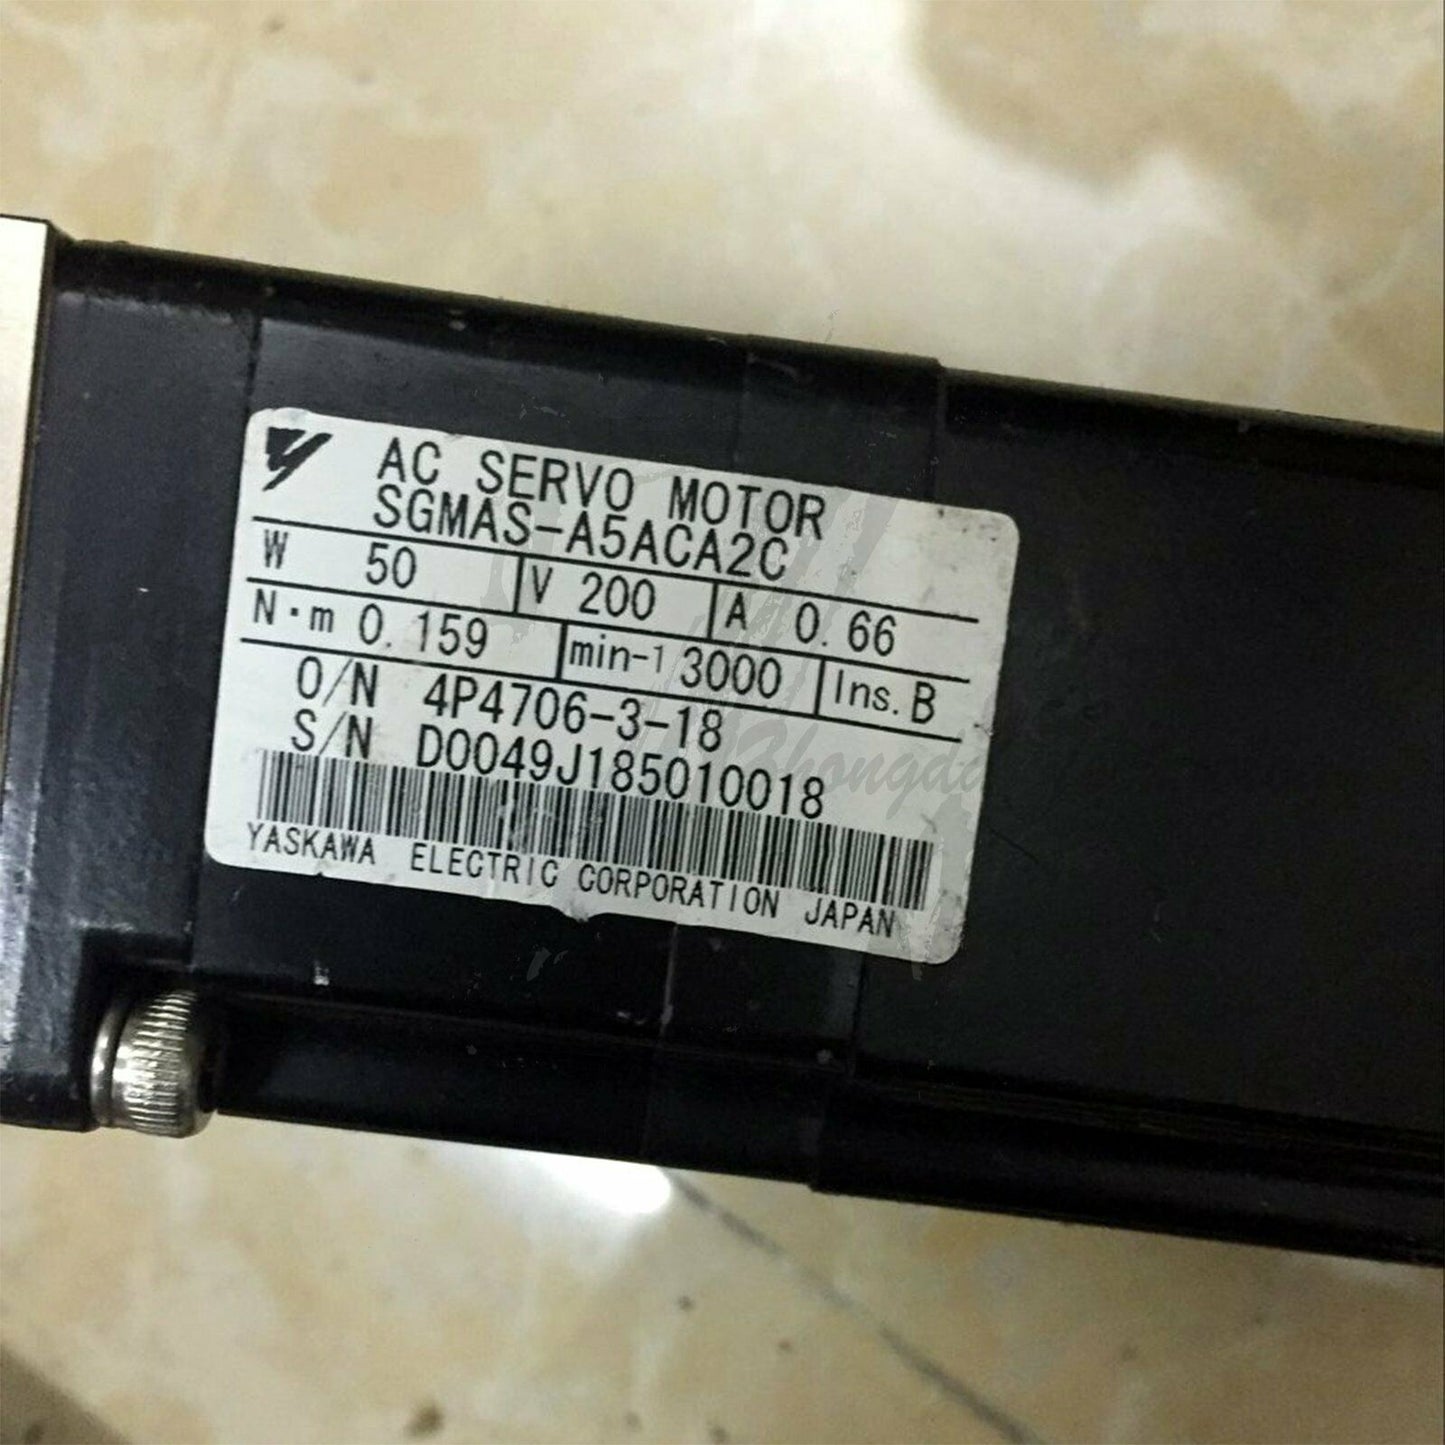 AC SERVO MOTOR
SGMAS-A5ACA2C
W 50 V 200 A 0.66
N·m 0.159 min-1 3000 Ins. B
O/N 4P4706-3-18
S/N D0049J185010018
YASKAWA ELECTRIC CORPORATION JAPAN